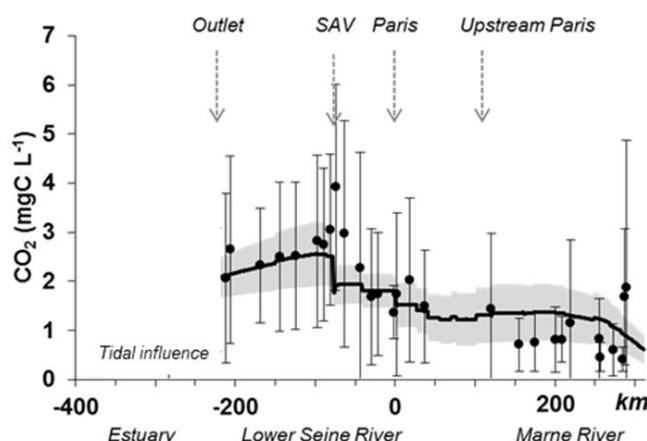 Outlet SAV Paris Upstream Paris
7
6
5
4
3
2
1
0
CO₂ (mgC L⁻¹)
Tidal influence
-400 -200 0 200 km
Estuary Lower Seine River Marne River